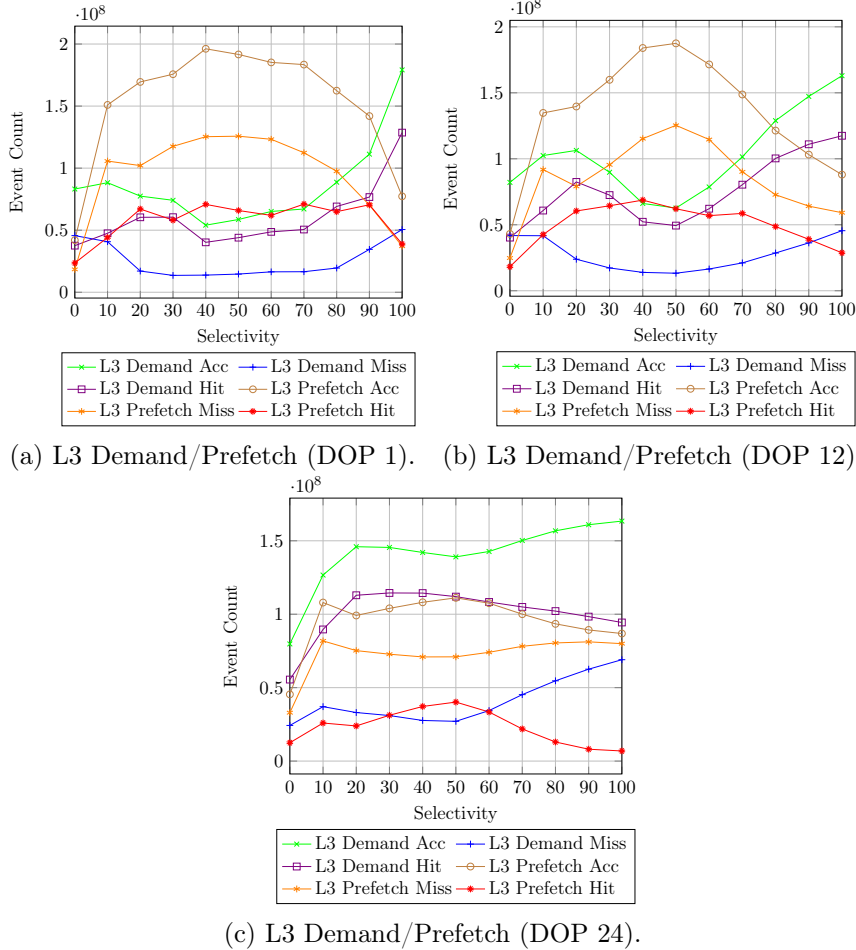 ·10^8
2
1.5
1
0.5
0
Event Count
0 10 20 30 40 50 60 70 80 90 100
Selectivity
L3 Demand Acc L3 Demand Miss
L3 Demand Hit L3 Prefetch Acc
L3 Prefetch Miss L3 Prefetch Hit
(a) L3 Demand/Prefetch (DOP 1).
·10^8
2
1.5
1
0.5
0
Event Count
0 10 20 30 40 50 60 70 80 90 100
Selectivity
L3 Demand Acc L3 Demand Miss
L3 Demand Hit L3 Prefetch Acc
L3 Prefetch Miss L3 Prefetch Hit
(b) L3 Demand/Prefetch (DOP 12)
·10^8
1.5
1
0.5
0
Event Count
0 10 20 30 40 50 60 70 80 90 100
Selectivity
L3 Demand Acc L3 Demand Miss
L3 Demand Hit L3 Prefetch Acc
L3 Prefetch Miss L3 Prefetch Hit
(c) L3 Demand/Prefetch (DOP 24).